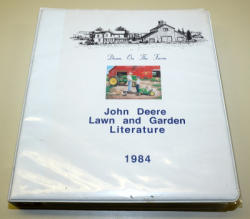 Down On The Farm
John Deere
Lawn and Garden
Literature
1984